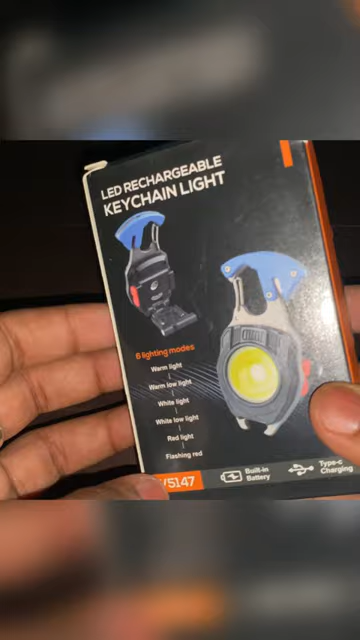 LED RECHARGEABLE
KEYCHAIN LIGHT
6 lighting modes
Warm light
Warm low light
White light
White low light
Red light
Flashing red
5147
Built-in
Battery
Type-c
Charging